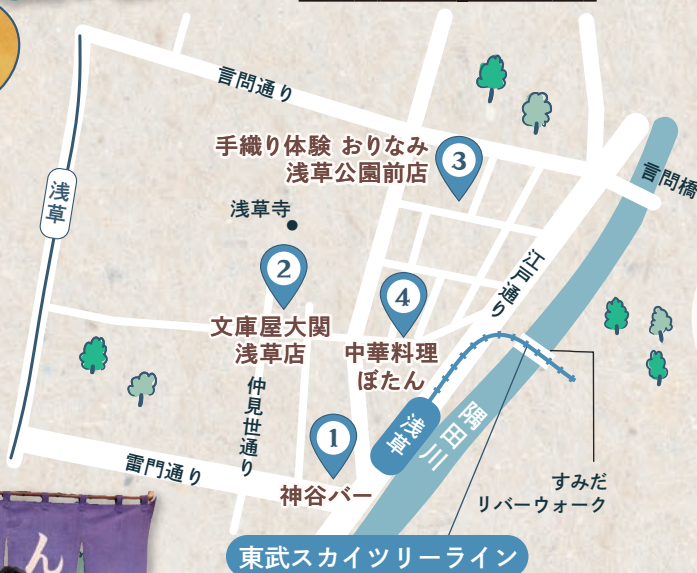 言問通り
手織り体験 おりなみ
浅草公園前店
3
言問橋
浅草
浅草寺
2
文庫屋大関
浅草店
4
中華料理
ぼたん
江戸通り
仲見世通り
1
神谷バー
浅草
隅田川
雷門通り
すみだ
リバーウォーク
東武スカイツリーライン
ん